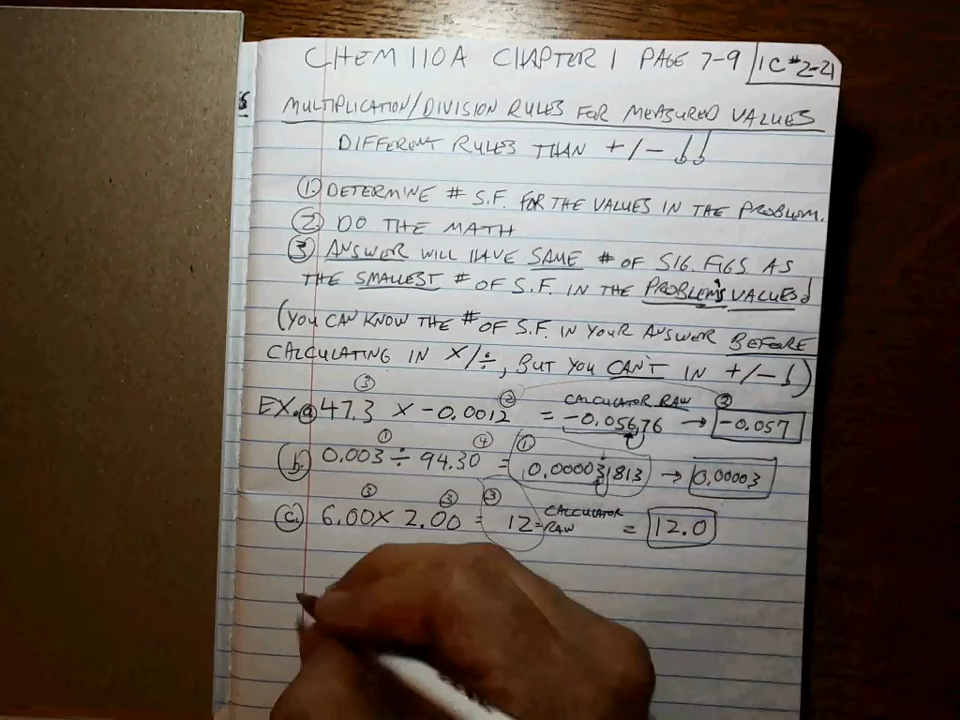 CHEM 110A CHAPTER 1 PAGE 7-9 1C#2-21
MULTIPLICATION/DIVISION RULES FOR MEASURED VALUES
DIFFERENT RULES THAN +/- ↓↓
① DETERMINE # S.F. FOR THE VALUES IN THE PROBLEM.
② DO THE MATH
③ ANSWER WILL HAVE SAME # OF SIG. FIGS AS
THE SMALLEST # OF S.F. IN THE PROBLEM'S VALUES!
(YOU CAN KNOW THE # OF S.F. IN YOUR ANSWER BEFORE
CALCULATING IN ×/÷, BUT YOU CAN'T IN +/- !)
③ ② CALCULATOR RAW ②
EX. ⓐ 47.3 × -0.0012 = -0.05676 → -0.057
① ④ ①
ⓑ 0.003 ÷ 94.30 = 0.000031813 → 0.00003
③ ③ ③
ⓒ 6.00 × 2.00 = 12 = CALCULATOR RAW = 12.0